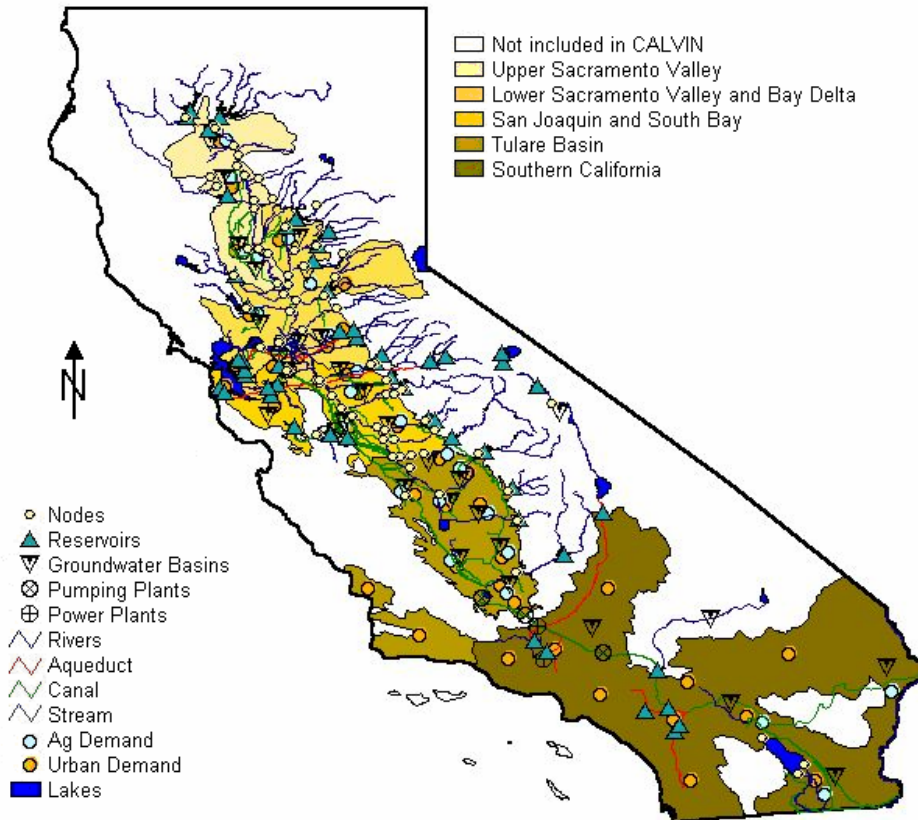 Not included in CALVIN
Upper Sacramento Valley
Lower Sacramento Valley and Bay Delta
San Joaquin and South Bay
Tulare Basin
Southern California
N
Nodes
Reservoirs
Groundwater Basins
Pumping Plants
Power Plants
Rivers
Aqueduct
Canal
Stream
Ag Demand
Urban Demand
Lakes